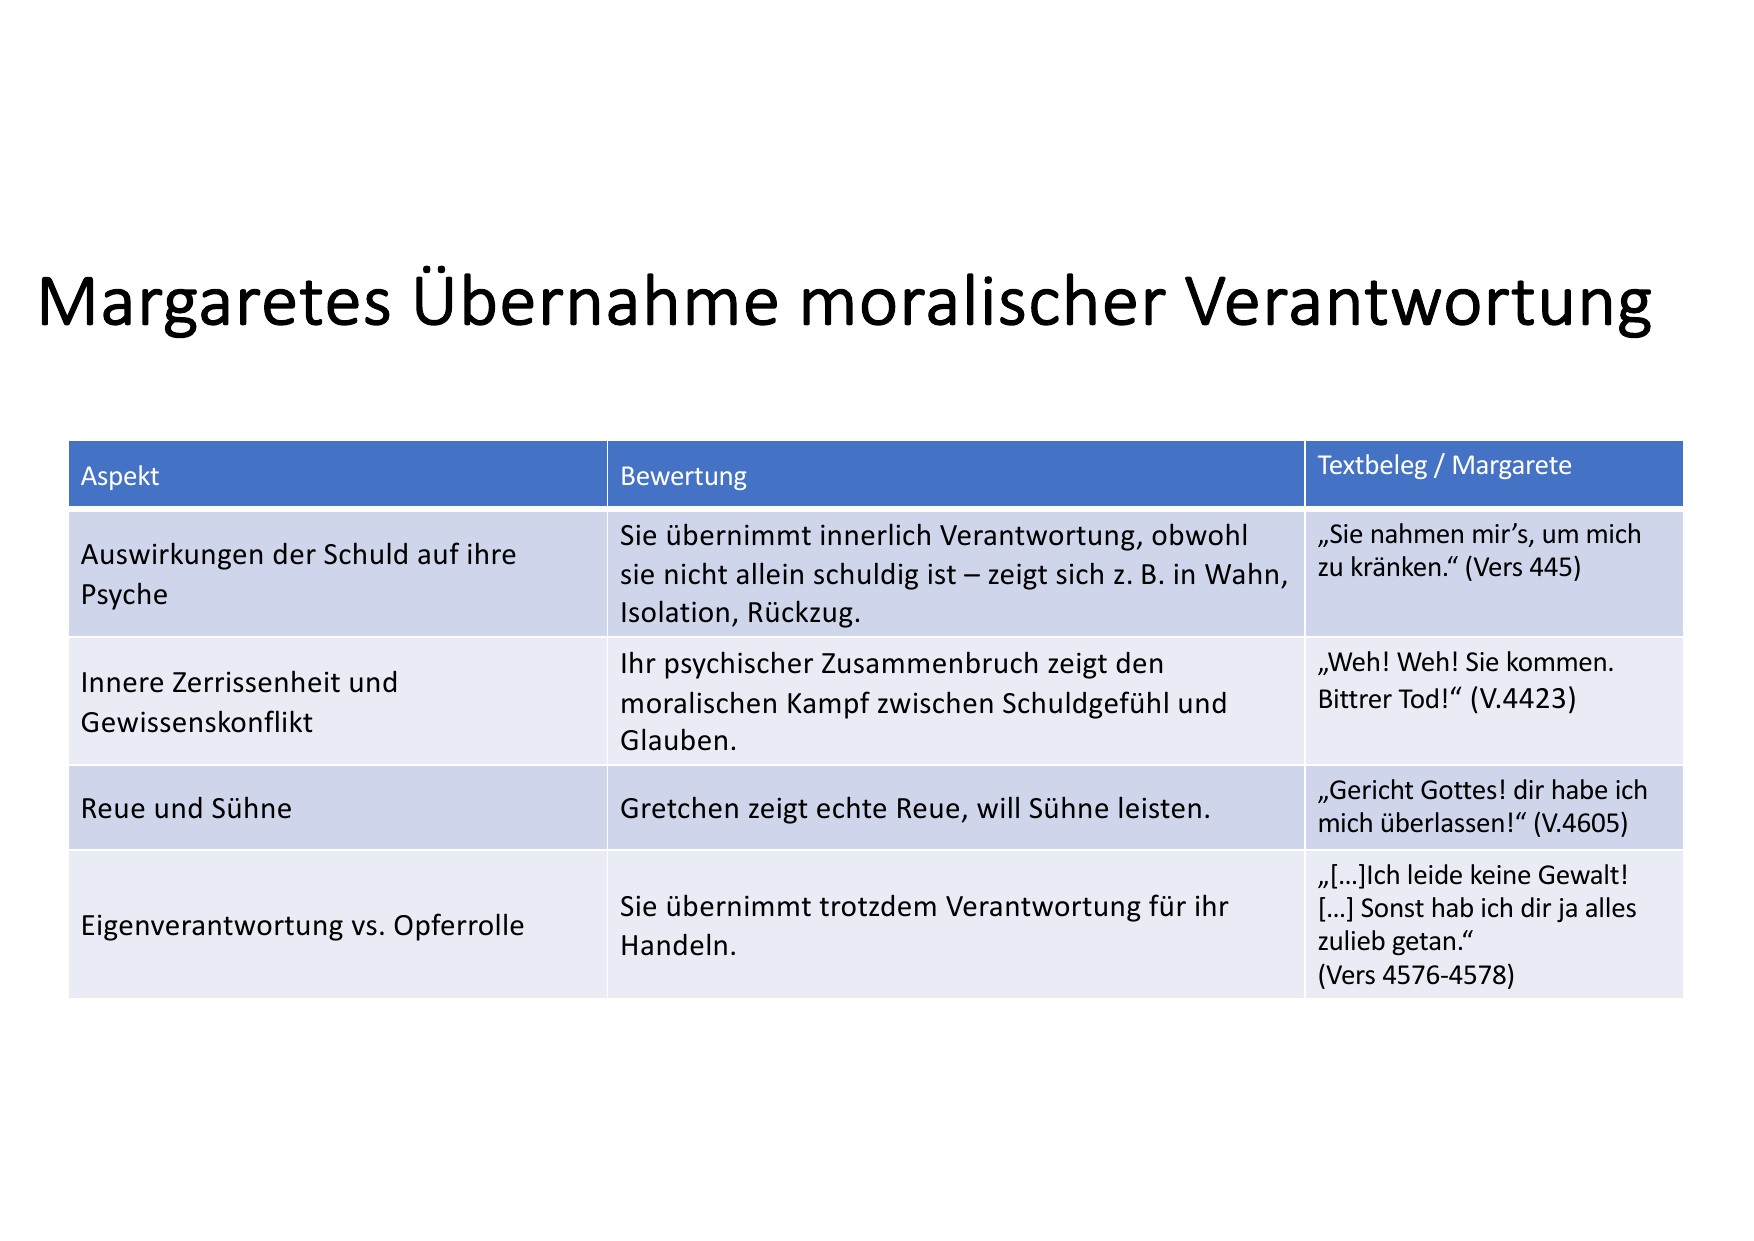 Margaretes Übernahme moralischer Verantwortung
Aspekt
Bewertung
Textbeleg / Margarete
Auswirkungen der Schuld auf ihre
Psyche
Sie übernimmt innerlich Verantwortung, obwohl
sie nicht allein schuldig ist – zeigt sich z. B. in Wahn,
Isolation, Rückzug.
„Sie nahmen mir’s, um mich
zu kränken.“ (Vers 445)
Innere Zerrissenheit und
Gewissenskonflikt
Ihr psychischer Zusammenbruch zeigt den
moralischen Kampf zwischen Schuldgefühl und
Glauben.
„Weh! Weh! Sie kommen.
Bittrer Tod!“ (V.4423)
Reue und Sühne
Gretchen zeigt echte Reue, will Sühne leisten.
„Gericht Gottes! dir habe ich
mich überlassen!“ (V.4605)
Eigenverantwortung vs. Opferrolle
Sie übernimmt trotzdem Verantwortung für ihr
Handeln.
„[…]Ich leide keine Gewalt!
[…] Sonst hab ich dir ja alles
zulieb getan.“
(Vers 4576-4578)